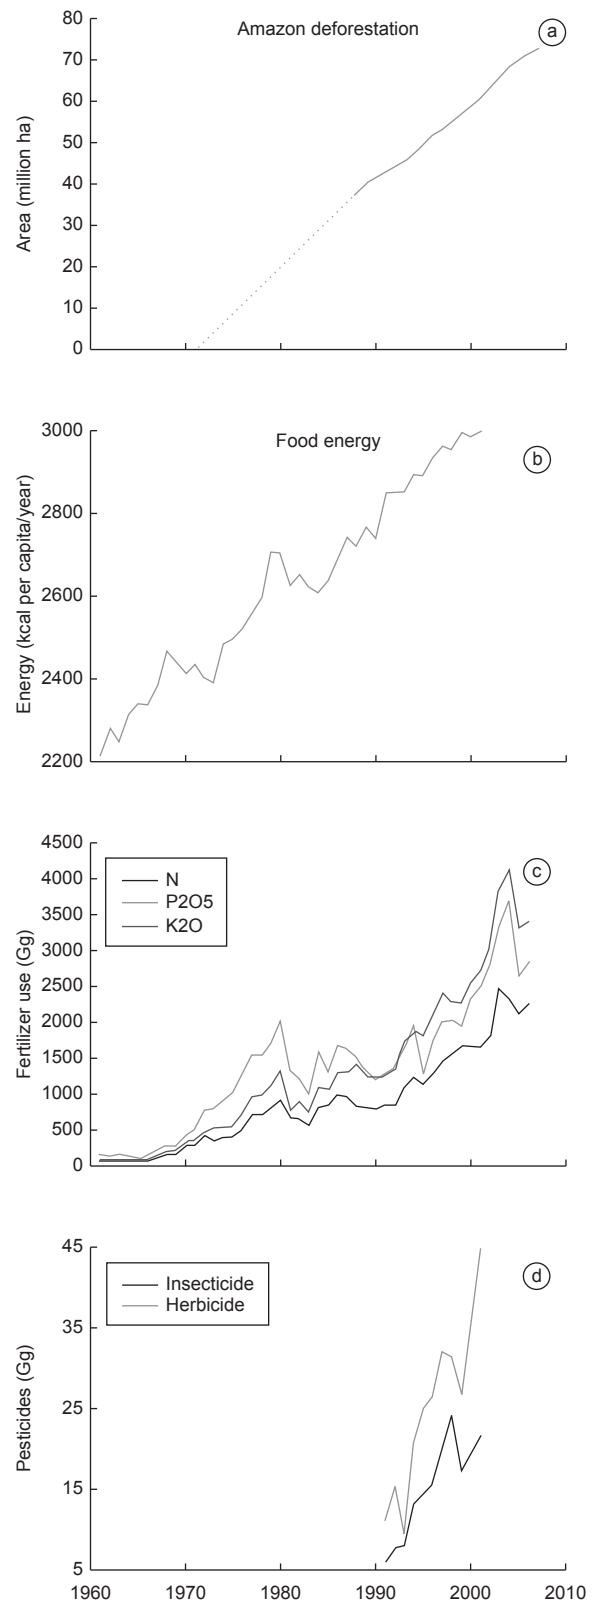 Amazon deforestation
a
Area (million ha)
80
70
60
50
40
30
20
10
0
Food energy
b
Energy (kcal per capita/year)
3000
2800
2600
2400
2200
c
Fertilizer use (Gg)
4500
4000
3500
3000
2500
2000
1500
1000
500
0
N
P2O5
K2O
d
Pesticides (Gg)
45
35
25
15
5
Insecticide
Herbicide
1960 1970 1980 1990 2000 2010